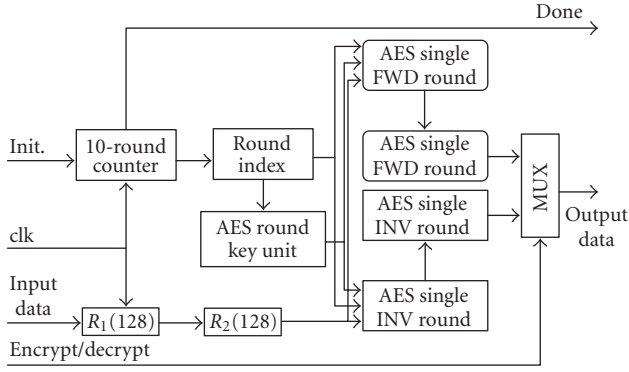 Done
AES single
FWD round
Init.
10-round
counter
Round
index
AES single
FWD round
MUX
AES round
key unit
AES single
INV round
Output
data
clk
Input
data
R₁(128)
R₂(128)
AES single
INV round
Encrypt/decrypt